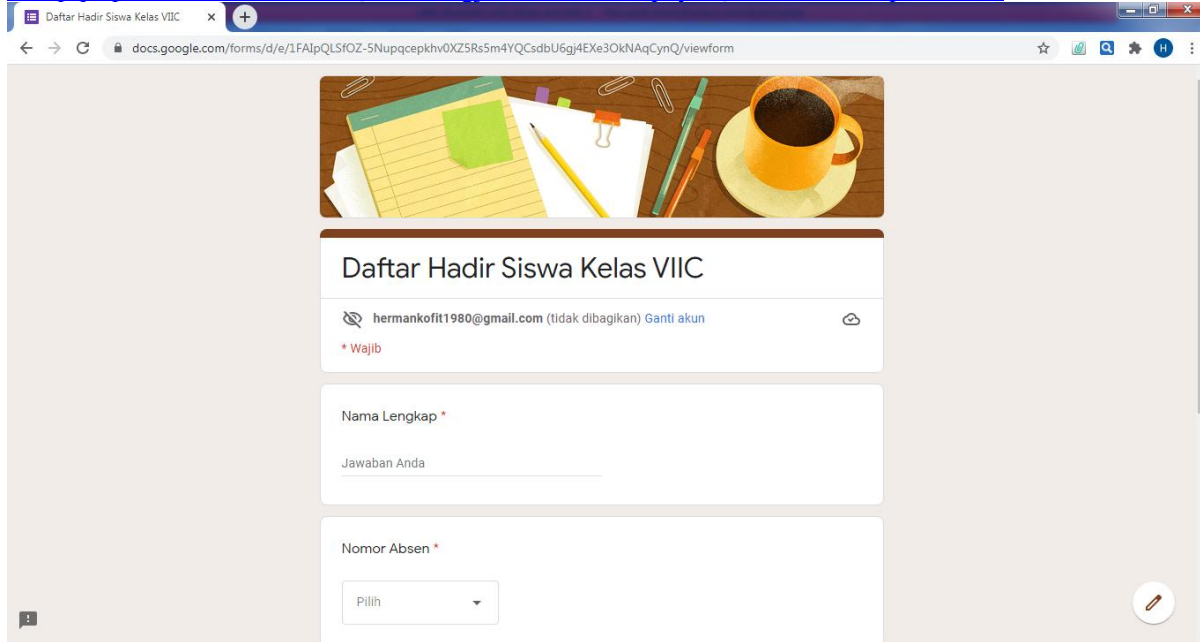 Daftar Hadir Siswa Kelas VIIC
docs.google.com/forms/d/e/1FAIpQLSfOZ-5Nupqcepkhv0XZ5Rs5m4YQCsdbU6gj4EXe3OkNAqCynQ/viewform
H
Daftar Hadir Siswa Kelas VIIC
hermankofit1980@gmail.com (tidak dibagikan) Ganti akun
* Wajib
Nama Lengkap *
Jawaban Anda
Nomor Absen *
Pilih